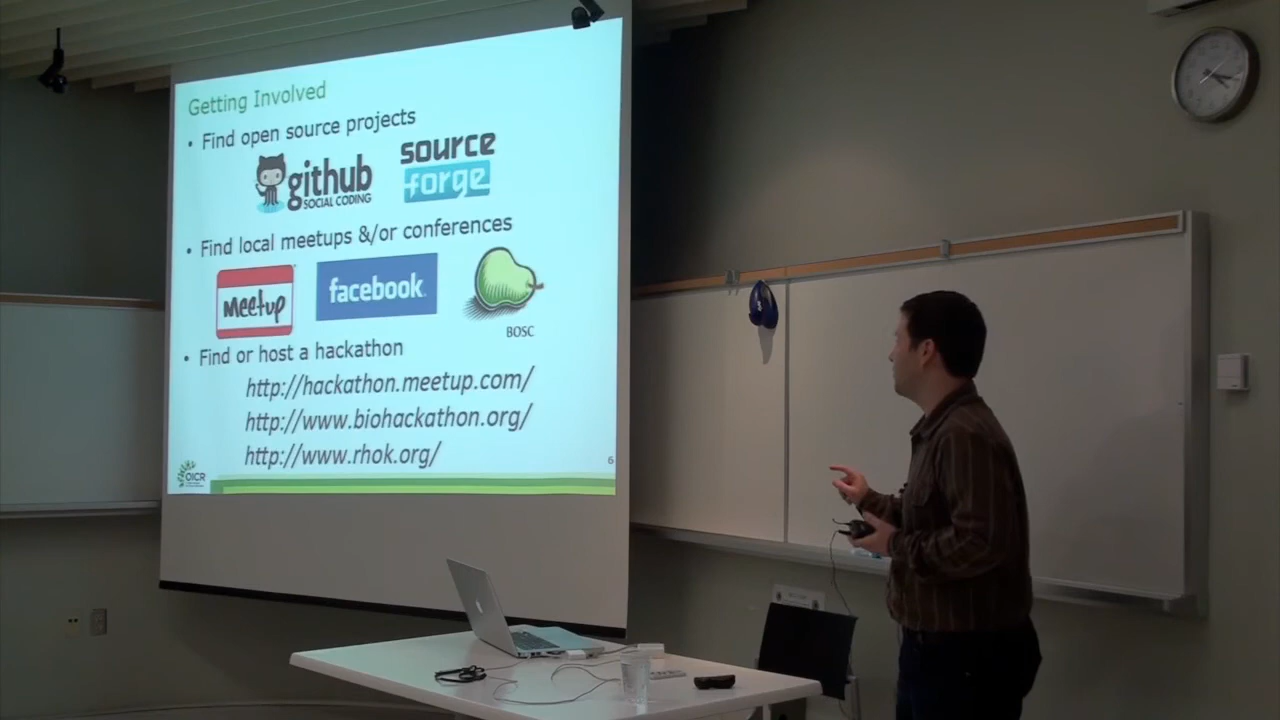 Getting Involved
• Find open source projects
github
SOCIAL CODING
source
forge
• Find local meetups &/or conferences
Meetup
facebook
BOSC
• Find or host a hackathon
http://hackathon.meetup.com/
http://www.biohackathon.org/
http://www.rhok.org/
OICR
6